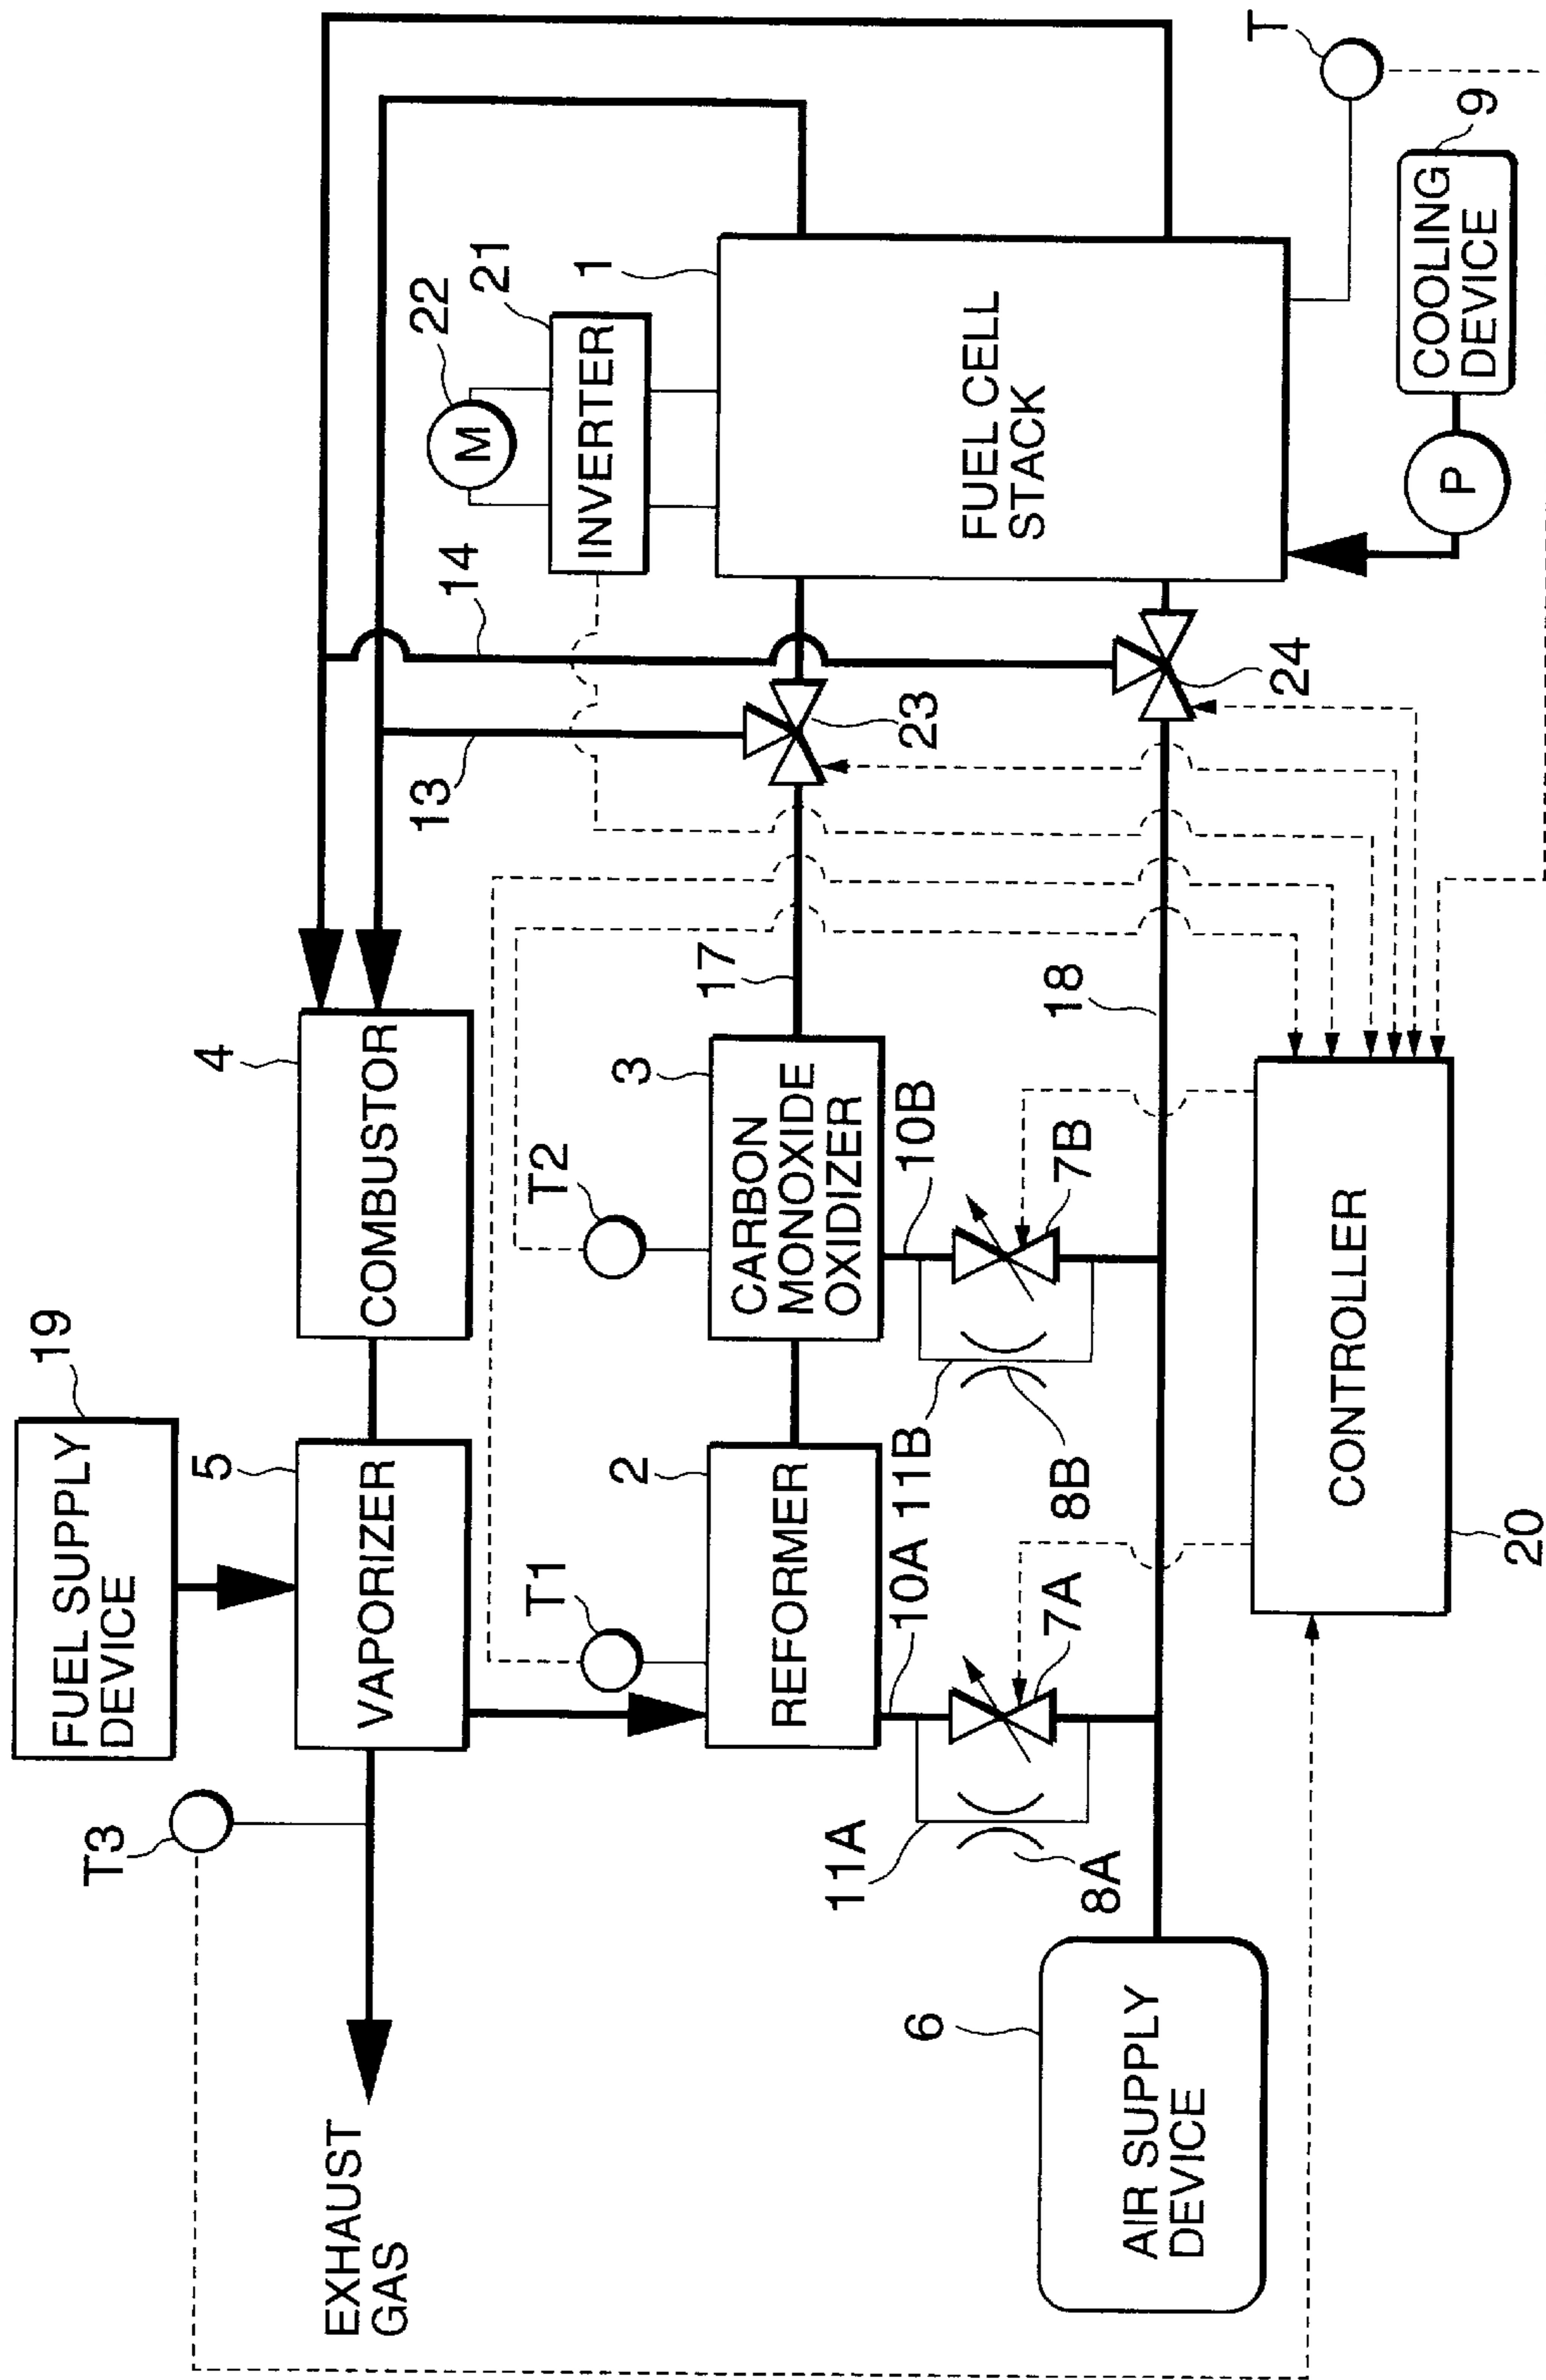 FUEL SUPPLY
DEVICE
19
T3
EXHAUST
GAS
5
VAPORIZER
4
COMBUSTOR
13
14
22
M
21
INVERTER
1
FUEL CELL
STACK
T
T1
2
REFORMER
T2
3
CARBON
MONOXIDE
OXIDIZER
17
23
24
10A
11A
8A
7A
10B
11B
8B
7B
18
6
AIR SUPPLY
DEVICE
CONTROLLER
20
P
COOLING
DEVICE
9